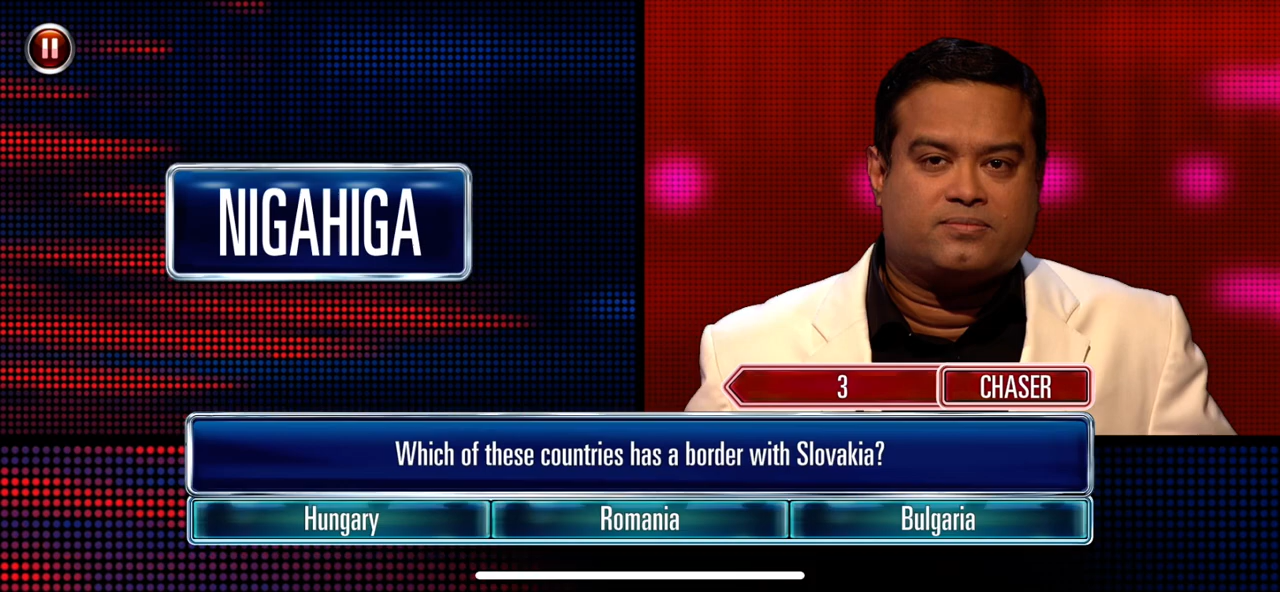 NIGAHIGA
3 CHASER
Which of these countries has a border with Slovakia?
Hungary Romania Bulgaria